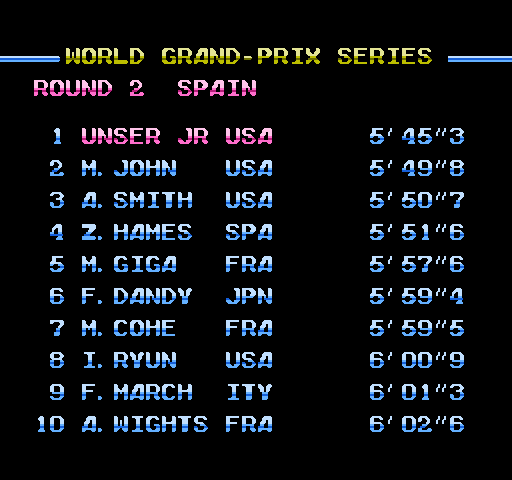 WORLD GRAND-PRIX SERIES
ROUND 2 SPAIN
1 UNSER JR USA 5'45"3
2 M. JOHN USA 5'49"8
3 A. SMITH USA 5'50"7
4 Z. HAMES SPA 5'51"6
5 M. GIGA FRA 5'57"6
6 F. DANDY JPN 5'59"4
7 M. COHE FRA 5'59"5
8 I. RYUN USA 6'00"9
9 F. MARCH ITY 6'01"3
10 A. WIGHTS FRA 6'02"6